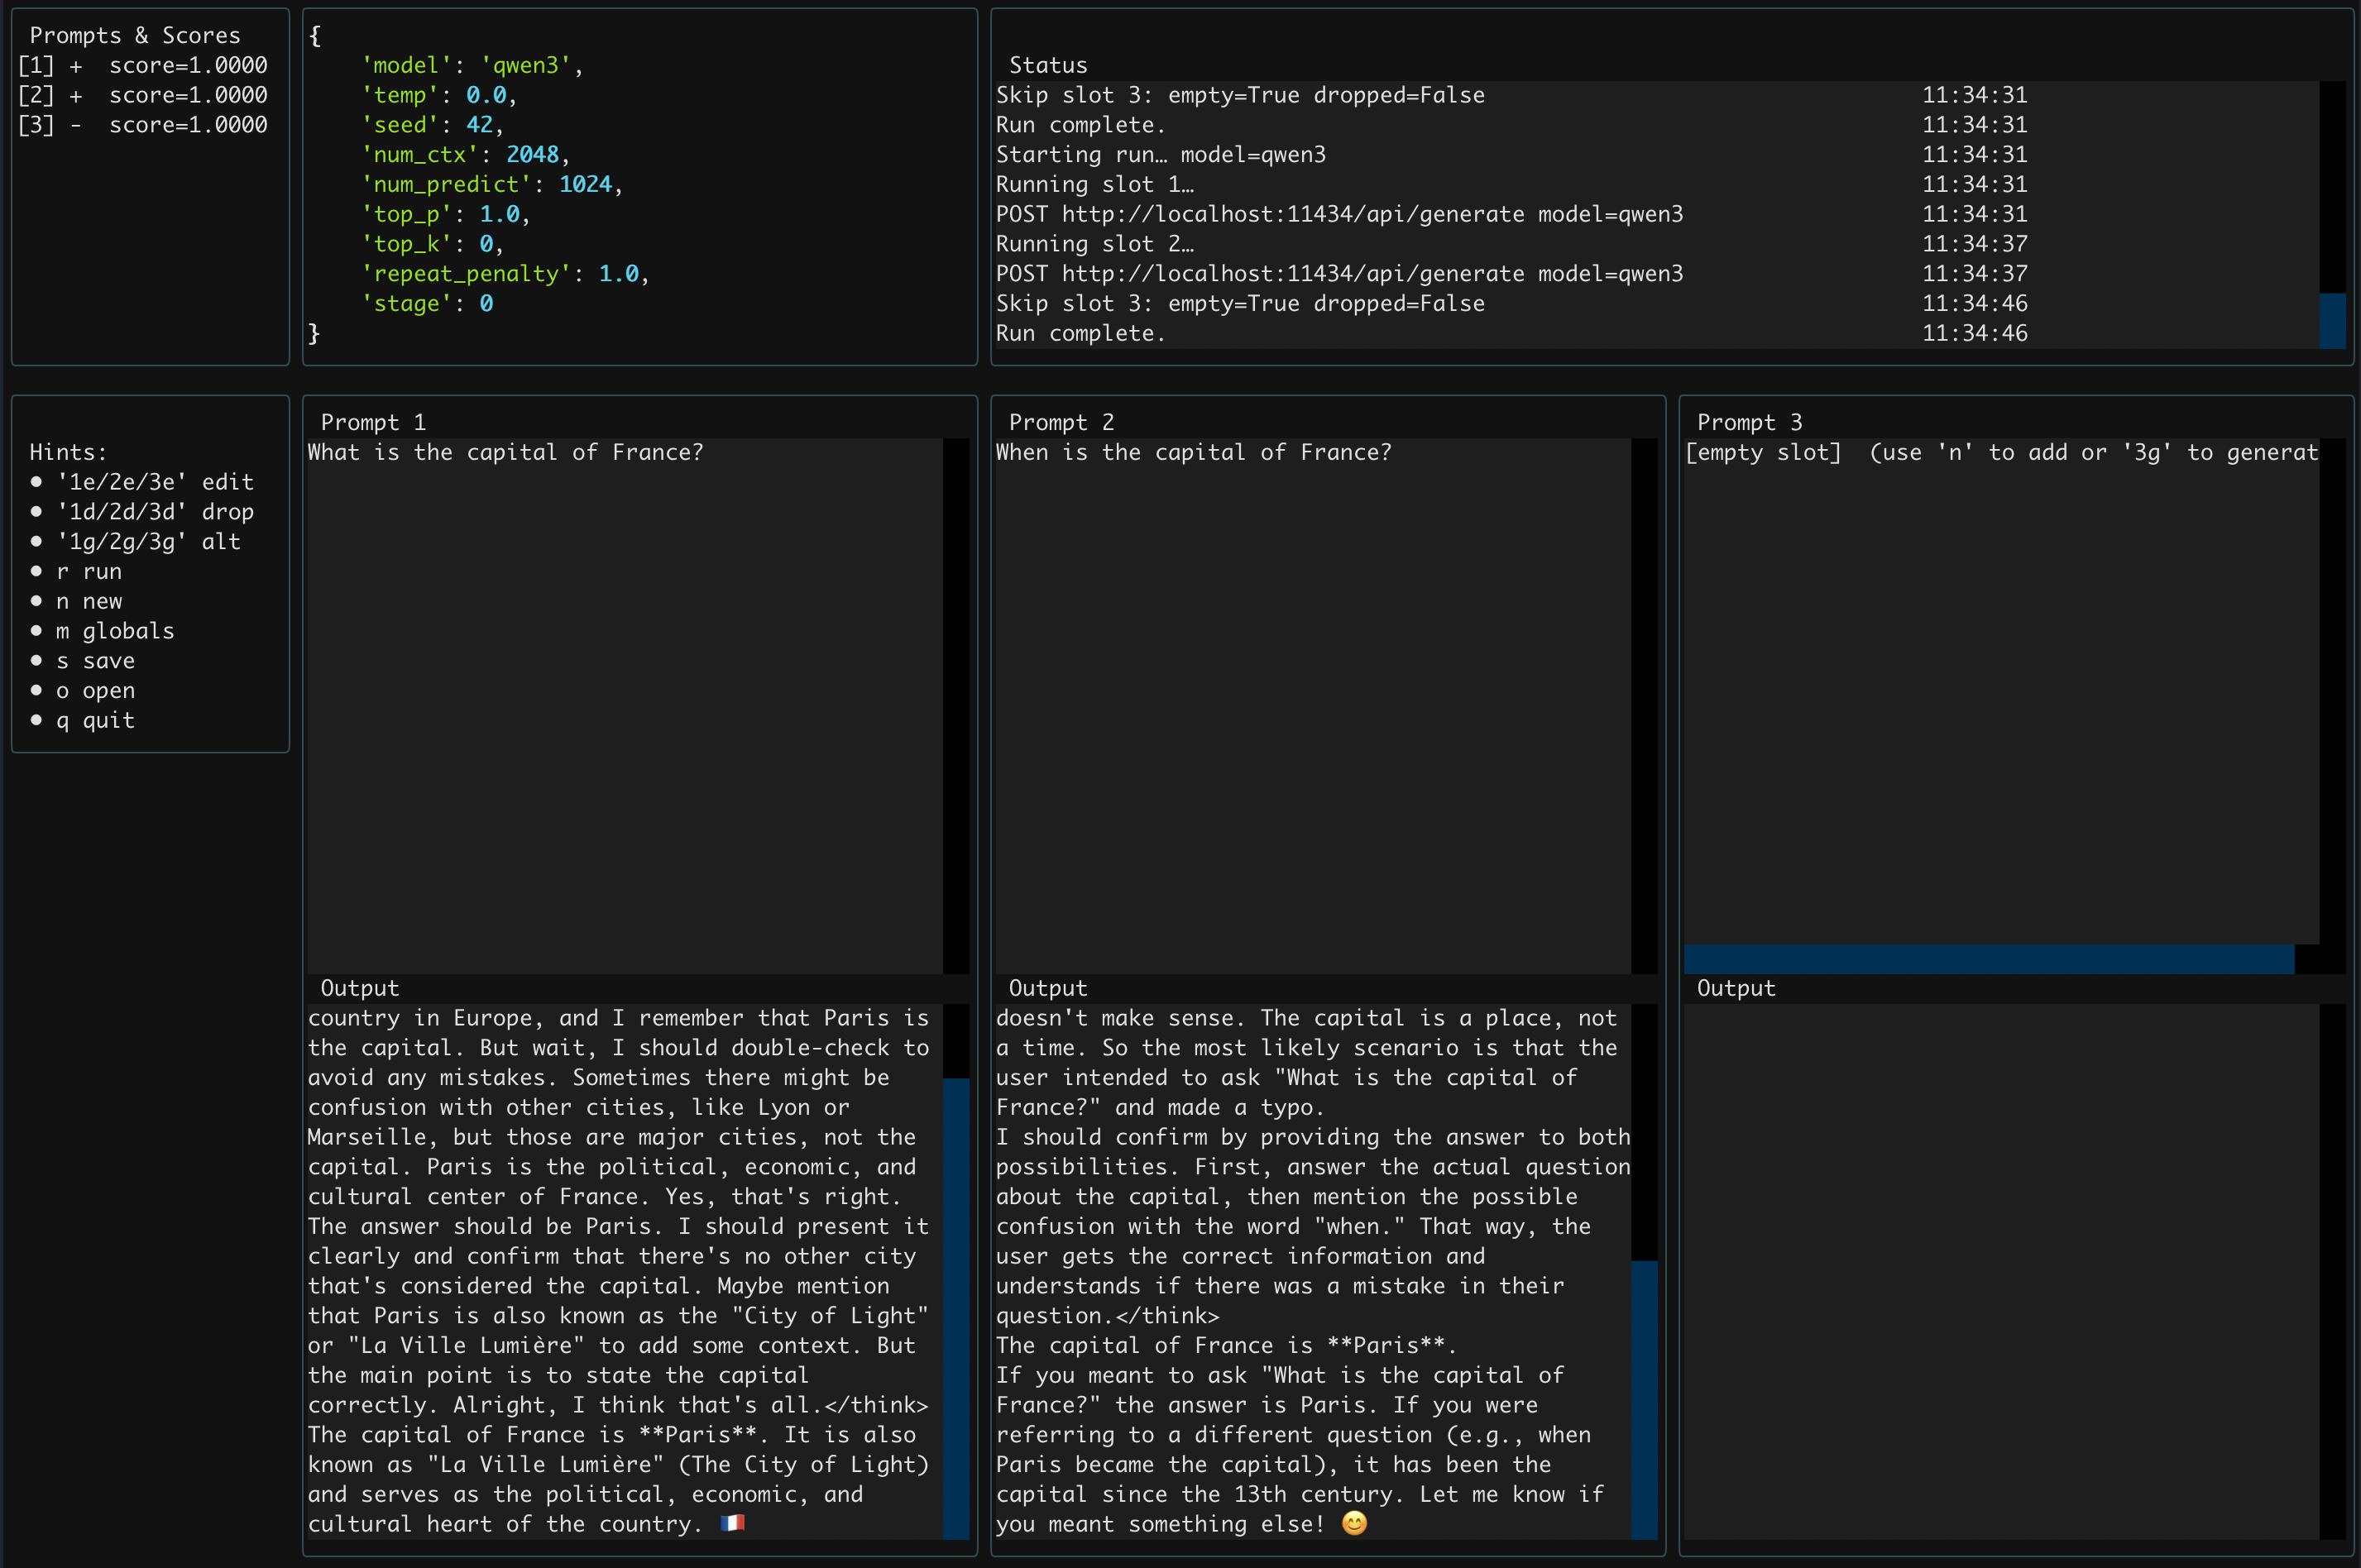 Prompts & Scores
[1] +  score=1.0000
[2] +  score=1.0000
[3] -  score=1.0000
{
    'model': 'qwen3',
    'temp': 0.0,
    'seed': 42,
    'num_ctx': 2048,
    'num_predict': 1024,
    'top_p': 1.0,
    'top_k': 0,
    'repeat_penalty': 1.0,
    'stage': 0
}
Status
Skip slot 3: empty=True dropped=False 11:34:31
Run complete. 11:34:31
Starting run… model=qwen3 11:34:31
Running slot 1… 11:34:31
POST http://localhost:11434/api/generate model=qwen3 11:34:31
Running slot 2… 11:34:37
POST http://localhost:11434/api/generate model=qwen3 11:34:37
Skip slot 3: empty=True dropped=False 11:34:46
Run complete. 11:34:46
Hints:
● '1e/2e/3e' edit
● '1d/2d/3d' drop
● '1g/2g/3g' alt
● r run
● n new
● m globals
● s save
● o open
● q quit
Prompt 1
What is the capital of France?
Output
country in Europe, and I remember that Paris is
the capital. But wait, I should double-check to
avoid any mistakes. Sometimes there might be
confusion with other cities, like Lyon or
Marseille, but those are major cities, not the
capital. Paris is the political, economic, and
cultural center of France. Yes, that's right.
The answer should be Paris. I should present it
clearly and confirm that there's no other city
that's considered the capital. Maybe mention
that Paris is also known as the "City of Light"
or "La Ville Lumière" to add some context. But
the main point is to state the capital
correctly. Alright, I think that's all.</think>
The capital of France is **Paris**. It is also
known as "La Ville Lumière" (The City of Light)
and serves as the political, economic, and
cultural heart of the country. 🇫🇷
Prompt 2
When is the capital of France?
Output
doesn't make sense. The capital is a place, not
a time. So the most likely scenario is that the
user intended to ask "What is the capital of
France?" and made a typo.
I should confirm by providing the answer to both
possibilities. First, answer the actual question
about the capital, then mention the possible
confusion with the word "when." That way, the
user gets the correct information and
understands if there was a mistake in their
question.</think>
The capital of France is **Paris**.
If you meant to ask "What is the capital of
France?" the answer is Paris. If you were
referring to a different question (e.g., when
Paris became the capital), it has been the
capital since the 13th century. Let me know if
you meant something else! 😊
Prompt 3
[empty slot]  (use 'n' to add or '3g' to generat
Output